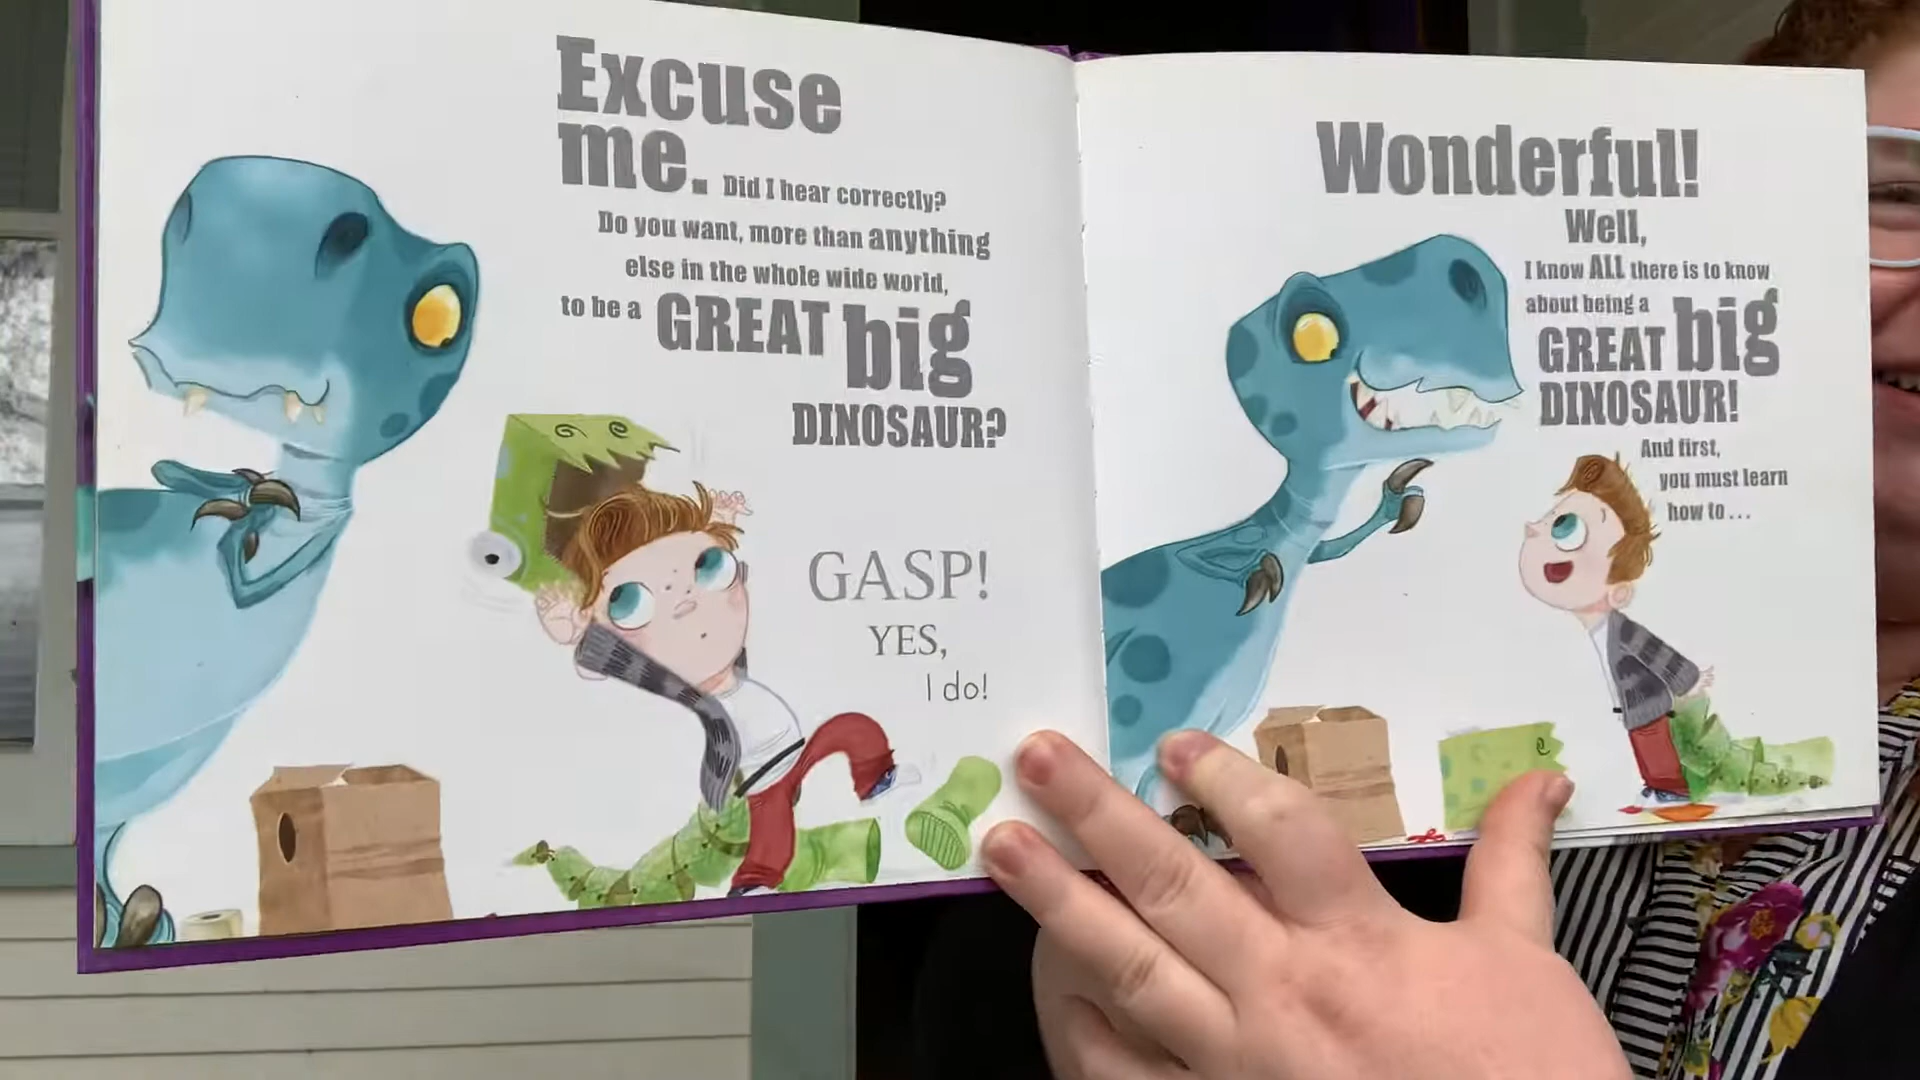 Excuse
me. Did I hear correctly?
Do you want, more than anything
else in the whole wide world,
to be a GREAT big
DINOSAUR?
GASP!
YES,
I do!
Wonderful!
Well,
I know ALL there is to know
about being a
GREAT big
DINOSAUR!
And first,
you must learn
how to ...